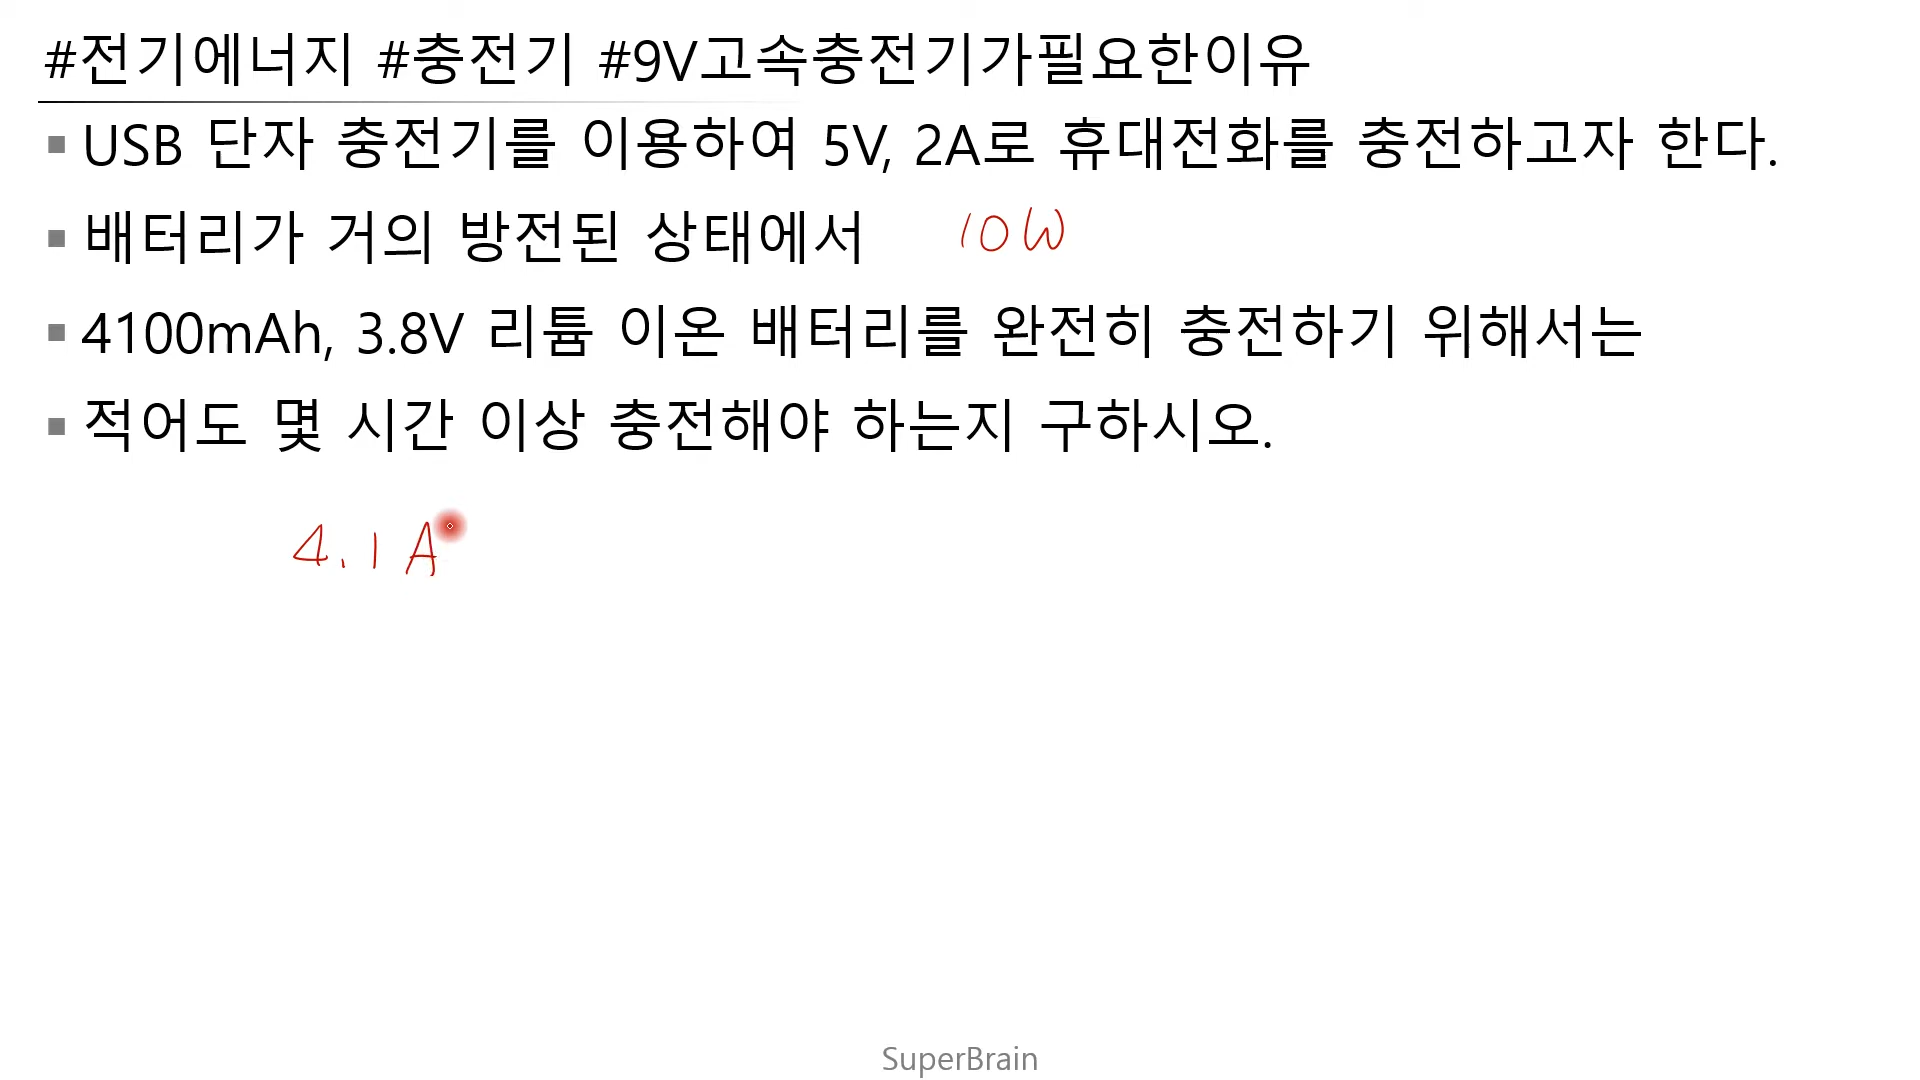 #전기에너지 #충전기 #9V고속충전기가필요한이유
▪ USB 단자 충전기를 이용하여 5V, 2A로 휴대전화를 충전하고자 한다.
▪ 배터리가 거의 방전된 상태에서 10W
▪ 4100mAh, 3.8V 리튬 이온 배터리를 완전히 충전하기 위해서는
▪ 적어도 몇 시간 이상 충전해야 하는지 구하시오.
4.1A
SuperBrain